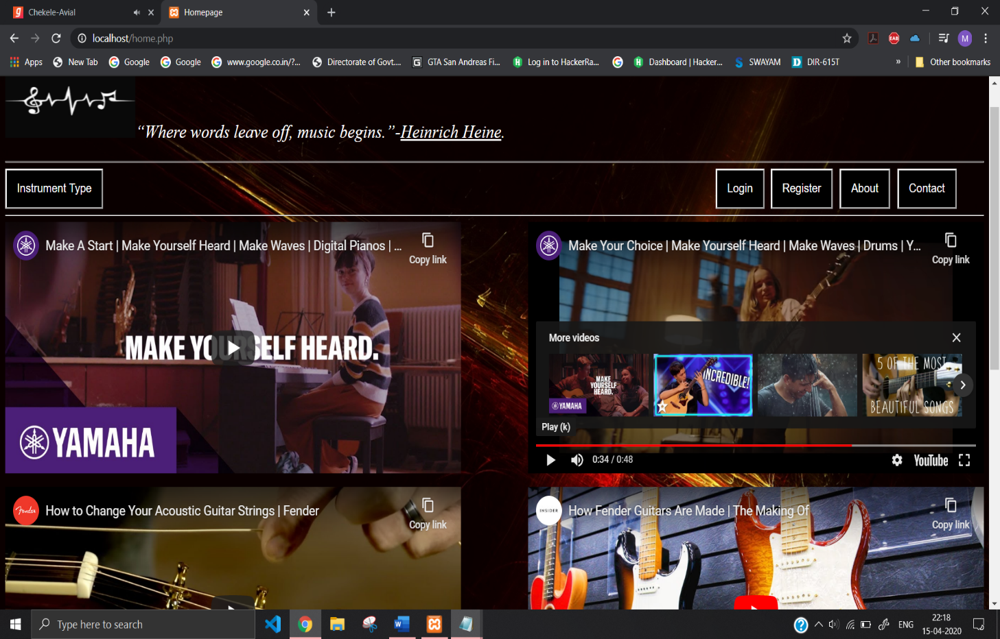 Chekele-Avial
Homepage
localhost/home.php
EAB
M
Apps
New Tab
Google
Google
www.google.co.in/?...
Directorate of Govt....
GTA San Andreas Fi...
Log in to HackerRa...
Dashboard | Hacker...
SWAYAM
DIR-615T
»
Other bookmarks
“Where words leave off, music begins.”-Heinrich Heine.
Instrument Type
Login
Register
About
Contact
Make A Start | Make Yourself Heard | Make Waves | Digital Pianos | ...
Copy link
MAKE YOURSELF HEARD.
YAMAHA
Make Your Choice | Make Yourself Heard | Make Waves | Drums | Y...
Copy link
More videos
MAKE
YOURSELF
HEARD.
YAMAHA
INCREDIBLE!
5 OF THE MOST
BEAUTIFUL SONGS
Play (k)
0:34 / 0:48
YouTube
Fender
How to Change Your Acoustic Guitar Strings | Fender
Copy link
INSIDER
How Fender Guitars Are Made | The Making Of
Copy link
Type here to search
ENG
22:18
15-04-2020